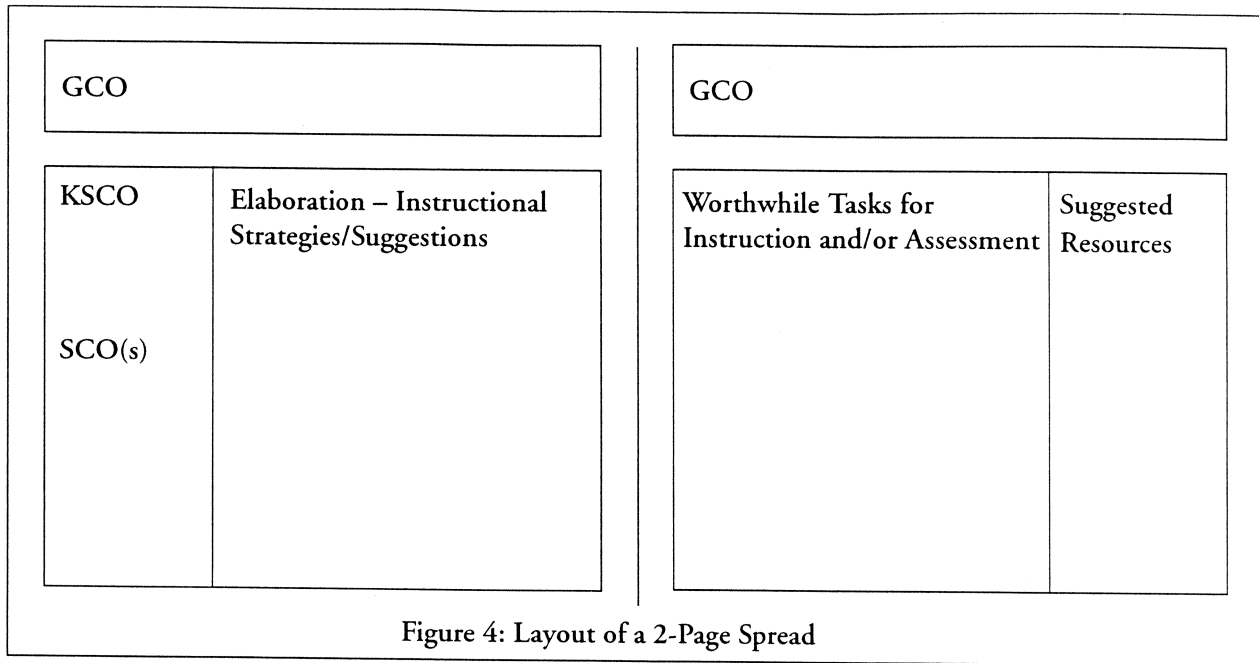 GCO
KSCO
SCO(s)
Elaboration – Instructional
Strategies/Suggestions
GCO
Worthwhile Tasks for
Instruction and/or Assessment
Suggested
Resources
Figure 4: Layout of a 2-Page Spread